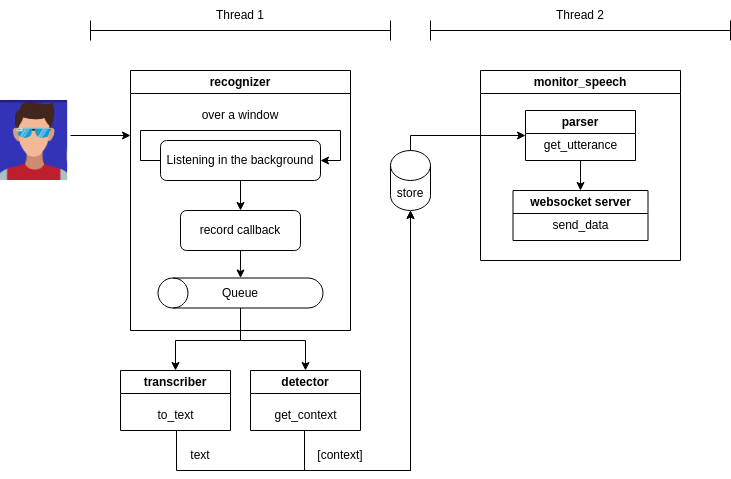 Thread 1
Thread 2
recognizer
over a window
Listening in the background
record callback
Queue
transcriber
to_text
detector
get_context
text
[context]
store
monitor_speech
parser
get_utterance
websocket server
send_data